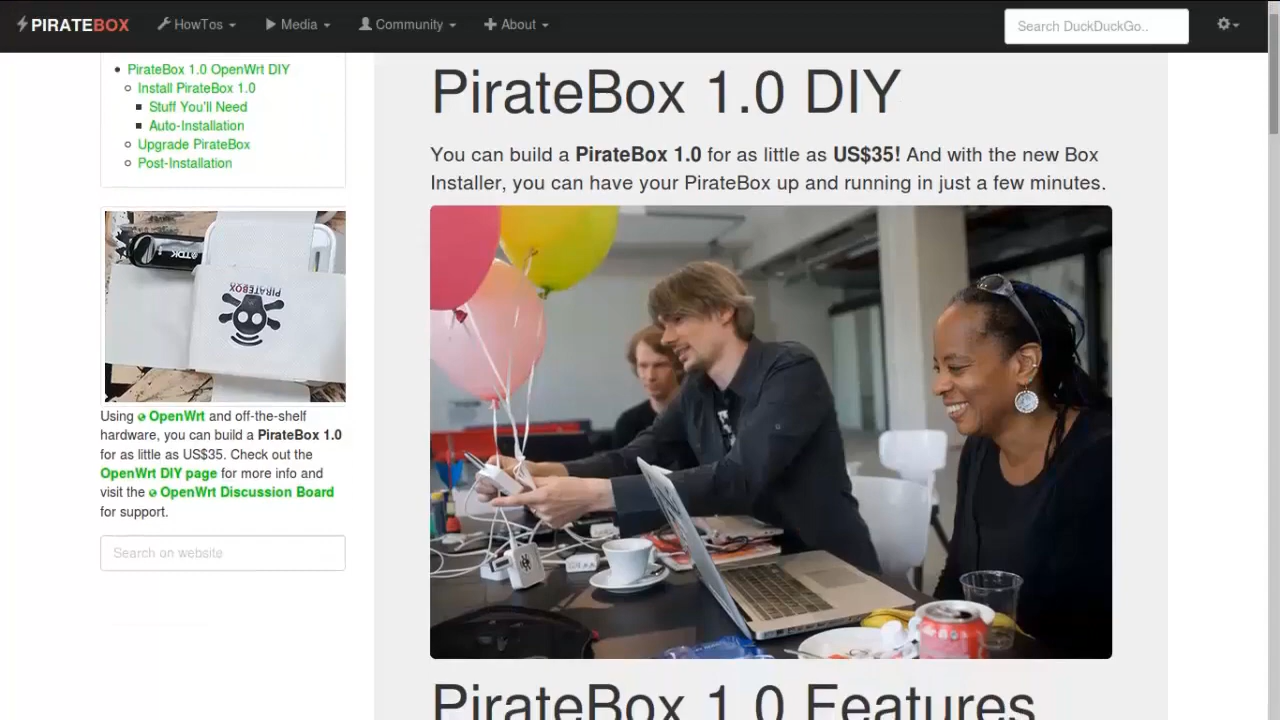 PIRATEBOX HowTos Media Community About Search DuckDuckGo..
PirateBox 1.0 OpenWrt DIY
Install PirateBox 1.0
Stuff You'll Need
Auto-Installation
Upgrade PirateBox
Post-Installation
TDK
PIRATEBOX
Using OpenWrt and off-the-shelf
hardware, you can build a PirateBox 1.0
for as little as US$35. Check out the
OpenWrt DIY page for more info and
visit the OpenWrt Discussion Board
for support.
Search on website
PirateBox 1.0 DIY
You can build a PirateBox 1.0 for as little as US$35! And with the new Box
Installer, you can have your PirateBox up and running in just a few minutes.
PirateBox 1.0 Features